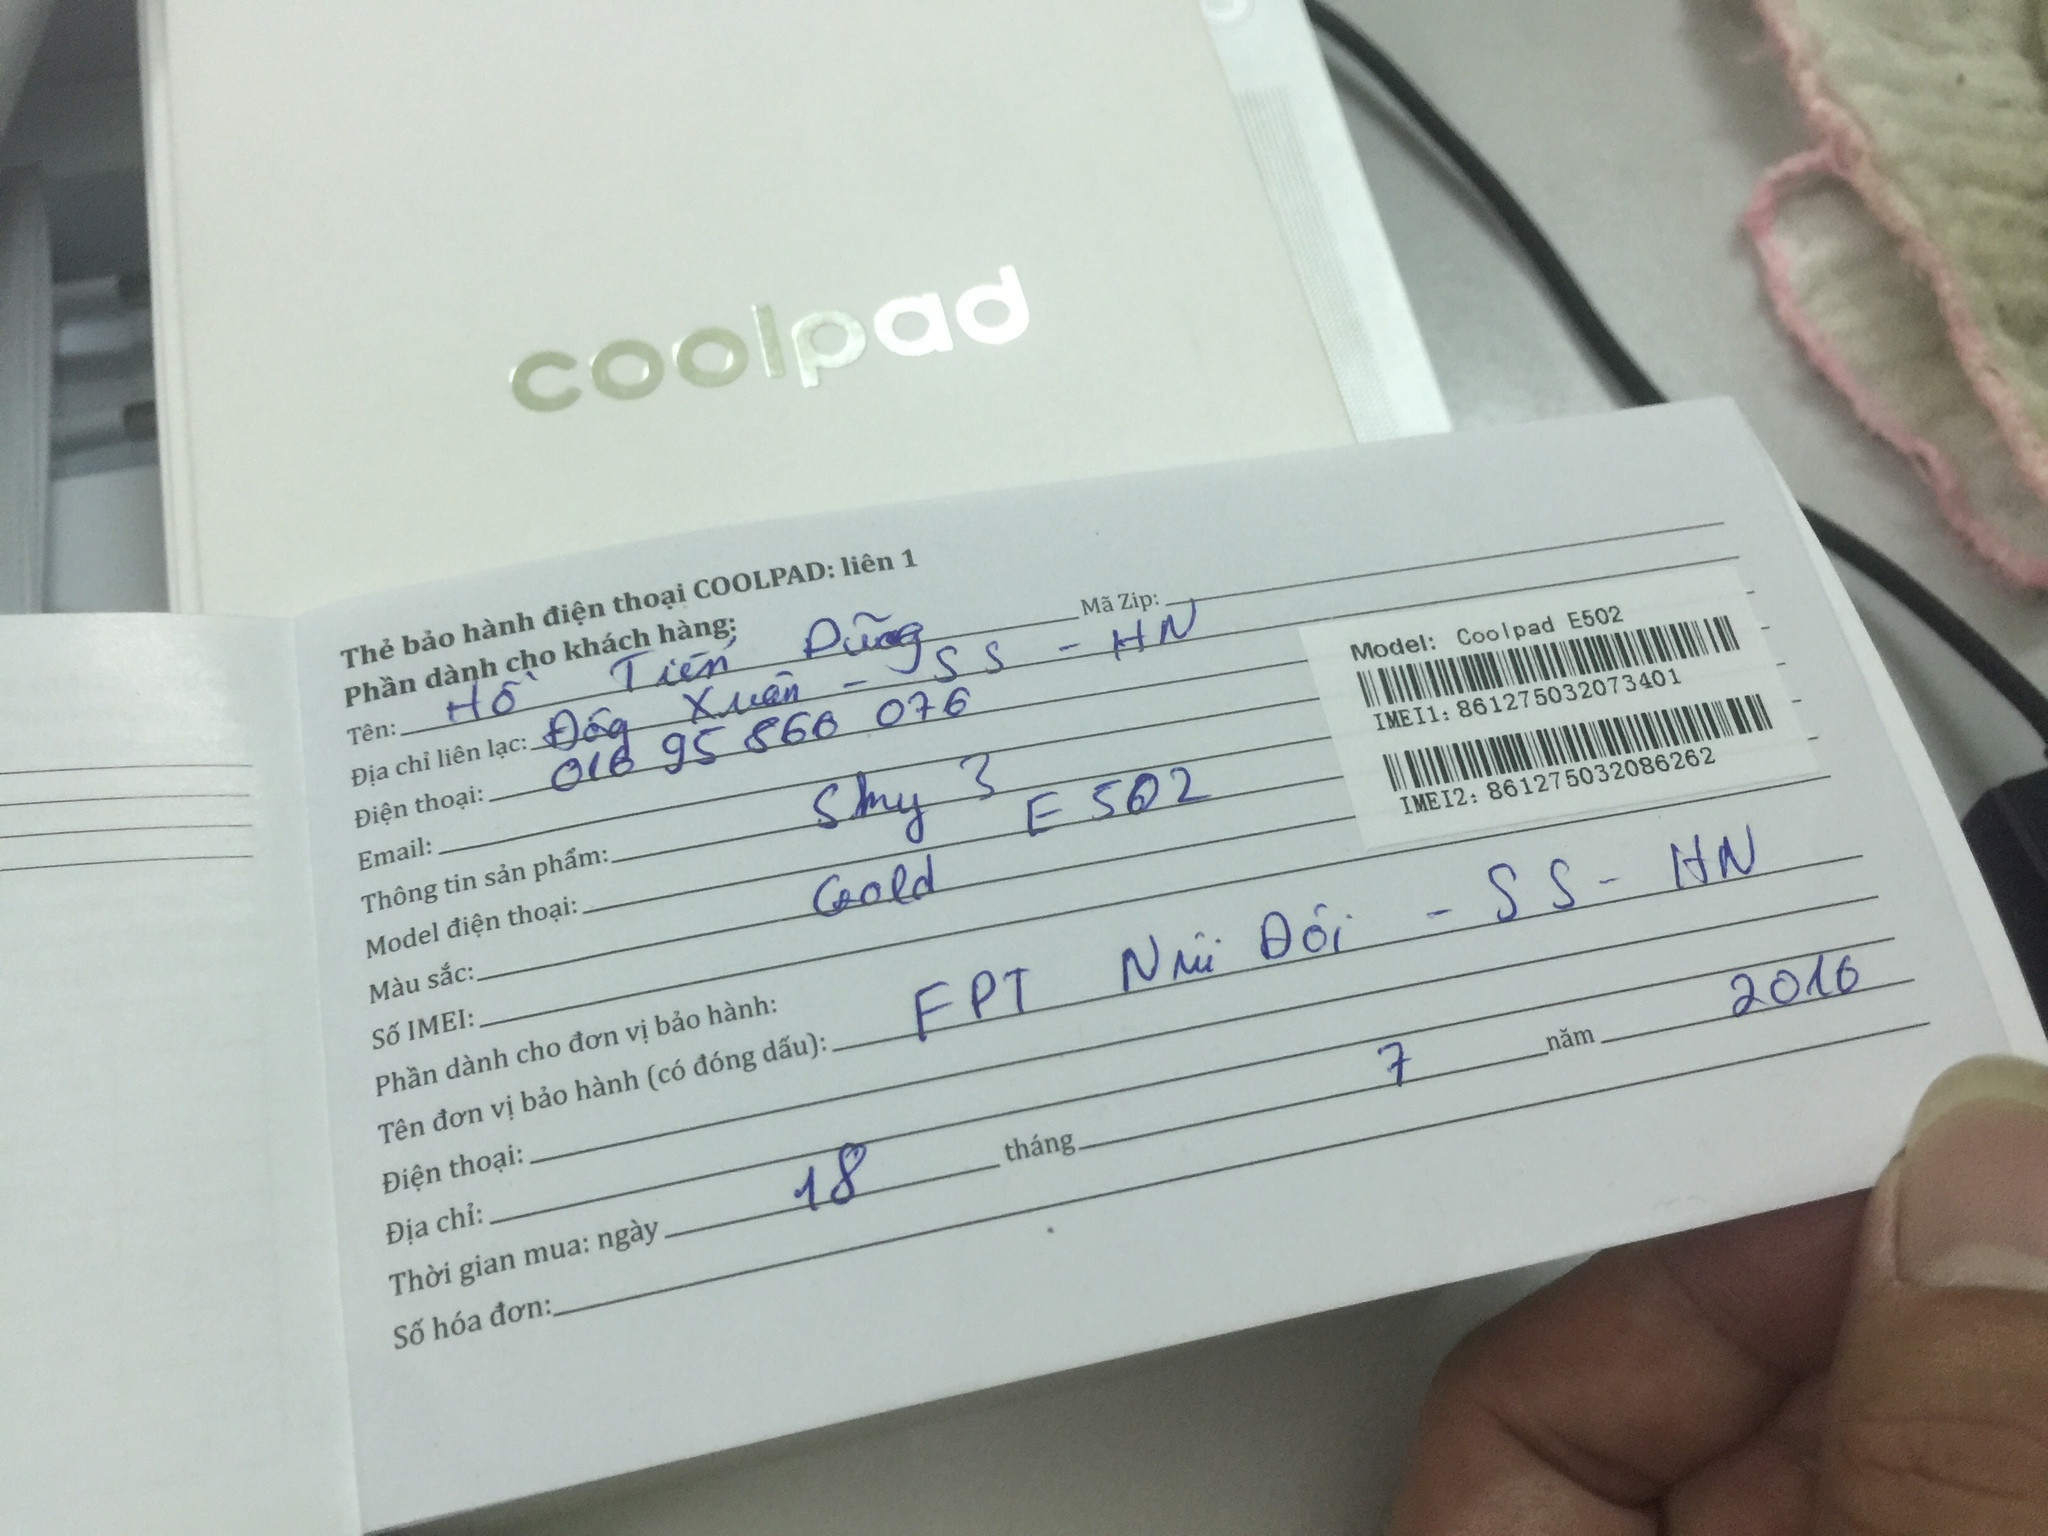 coolpad
Thẻ bảo hành điện thoại COOLPAD: liên 1
Phần dành cho khách hàng:
Tên: Hồ Tiến Dũng Mã Zip:
Địa chỉ liên lạc: Đông Xuân - SS - HN
Điện thoại: 016 95 860 076
Email:
Thông tin sản phẩm: Sky 3
Model điện thoại: E 502
Màu sắc: Gold
Số IMEI:
Phần dành cho đơn vị bảo hành:
Tên đơn vị bảo hành (có đóng dấu): FPT Núi Đôi - SS - HN
Điện thoại:
Địa chỉ:
Thời gian mua: ngày 18 tháng 7 năm 2016
Số hóa đơn:
Model: Coolpad E502
IMEI1: 861275032073401
IMEI2: 861275032086262